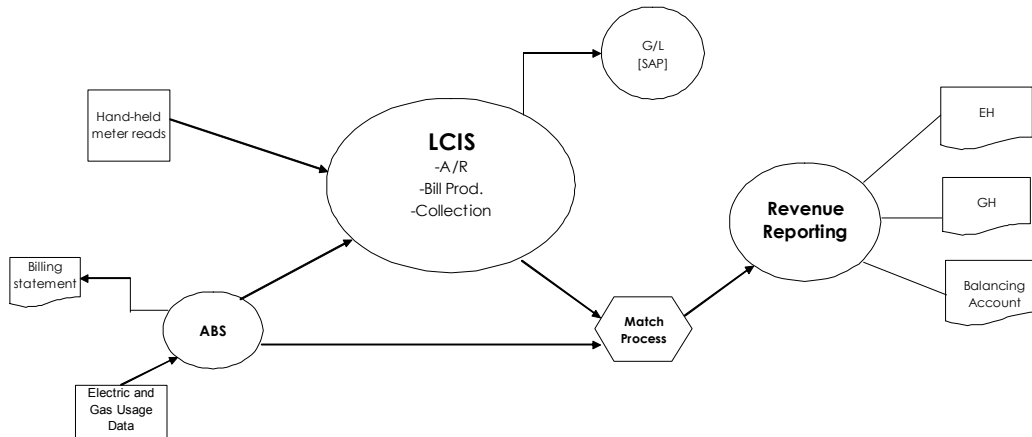 G/L
[SAP]
Hand-held
meter reads
LCIS
-A/R
-Bill Prod.
-Collection
EH
Revenue
Reporting
GH
Billing
statement
Balancing
Account
ABS
Match
Process
Electric and
Gas Usage
Data